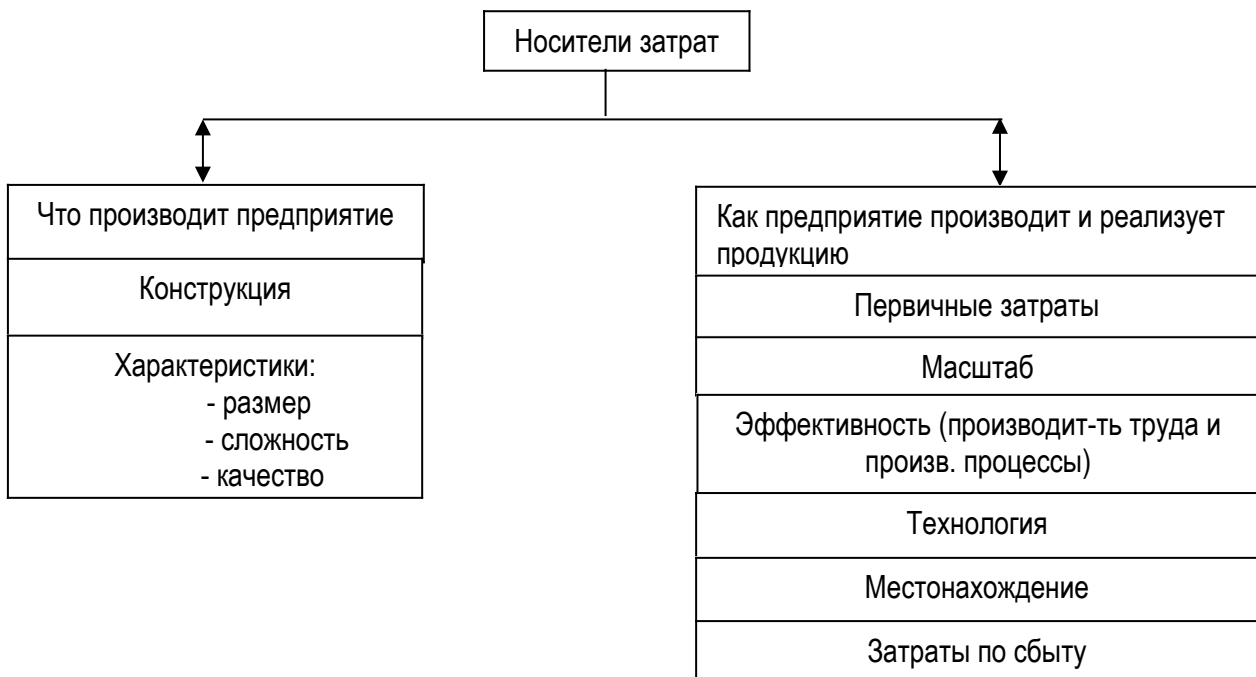 Носители затрат
Что производит предприятие
Конструкция
Характеристики:
- размер
- сложность
- качество
Как предприятие производит и реализует
продукцию
Первичные затраты
Масштаб
Эффективность (производит-ть труда и
произв. процессы)
Технология
Местонахождение
Затраты по сбыту